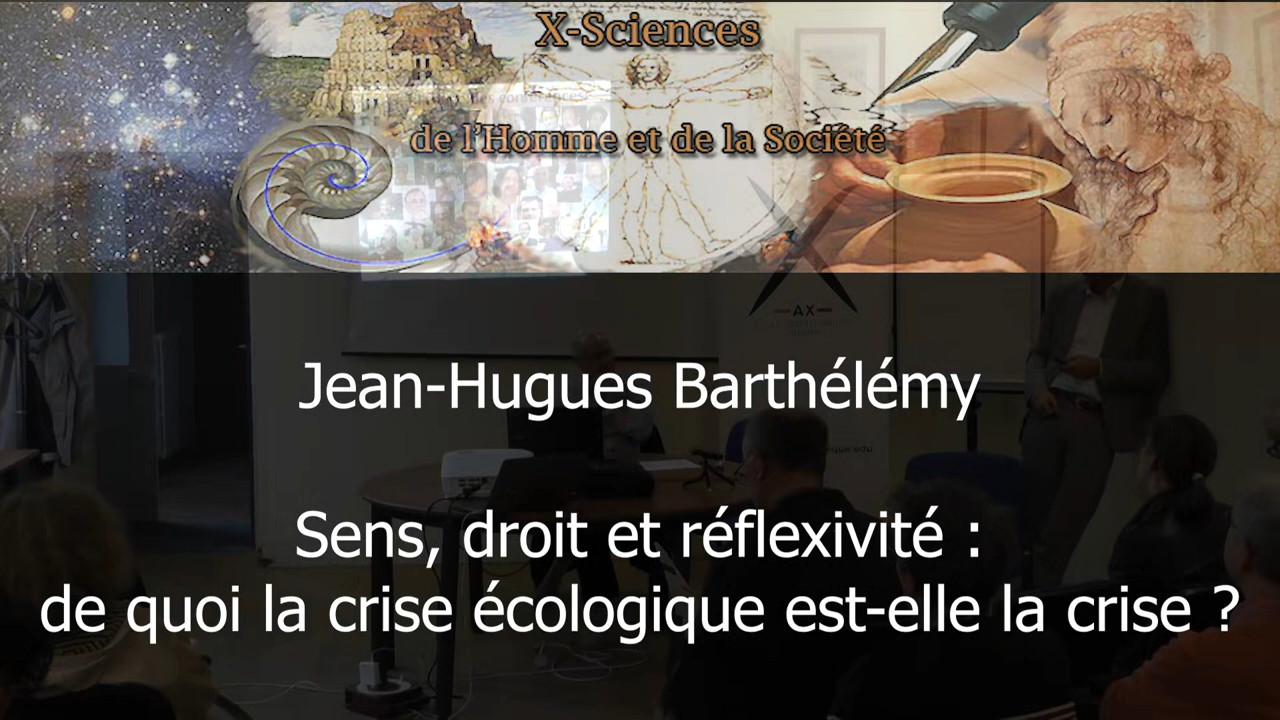 X-Sciences
de l'Homme et de la Société
AX
Jean-Hugues Barthélémy
Sens, droit et réflexivité :
de quoi la crise écologique est-elle la crise ?